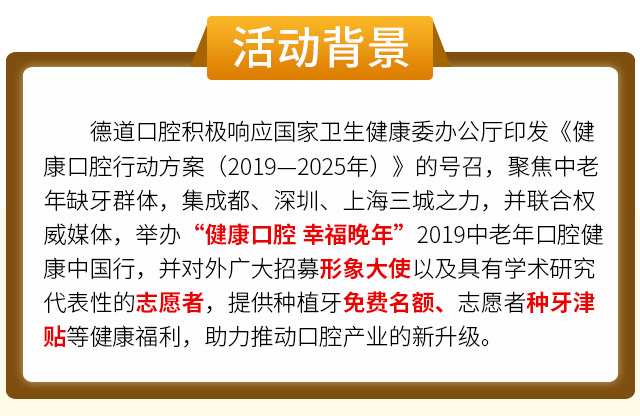 活动背景
德道口腔积极响应国家卫生健康委办公厅印发《健
康口腔行动方案（2019—2025年）》的号召，聚焦中老
年缺牙群体，集成都、深圳、上海三城之力，并联合权
威媒体，举办“健康口腔 幸福晚年”2019中老年口腔健
康中国行，并对外广大招募形象大使以及具有学术研究
代表性的志愿者，提供种植牙免费名额、志愿者种牙津
贴等健康福利，助力推动口腔产业的新升级。